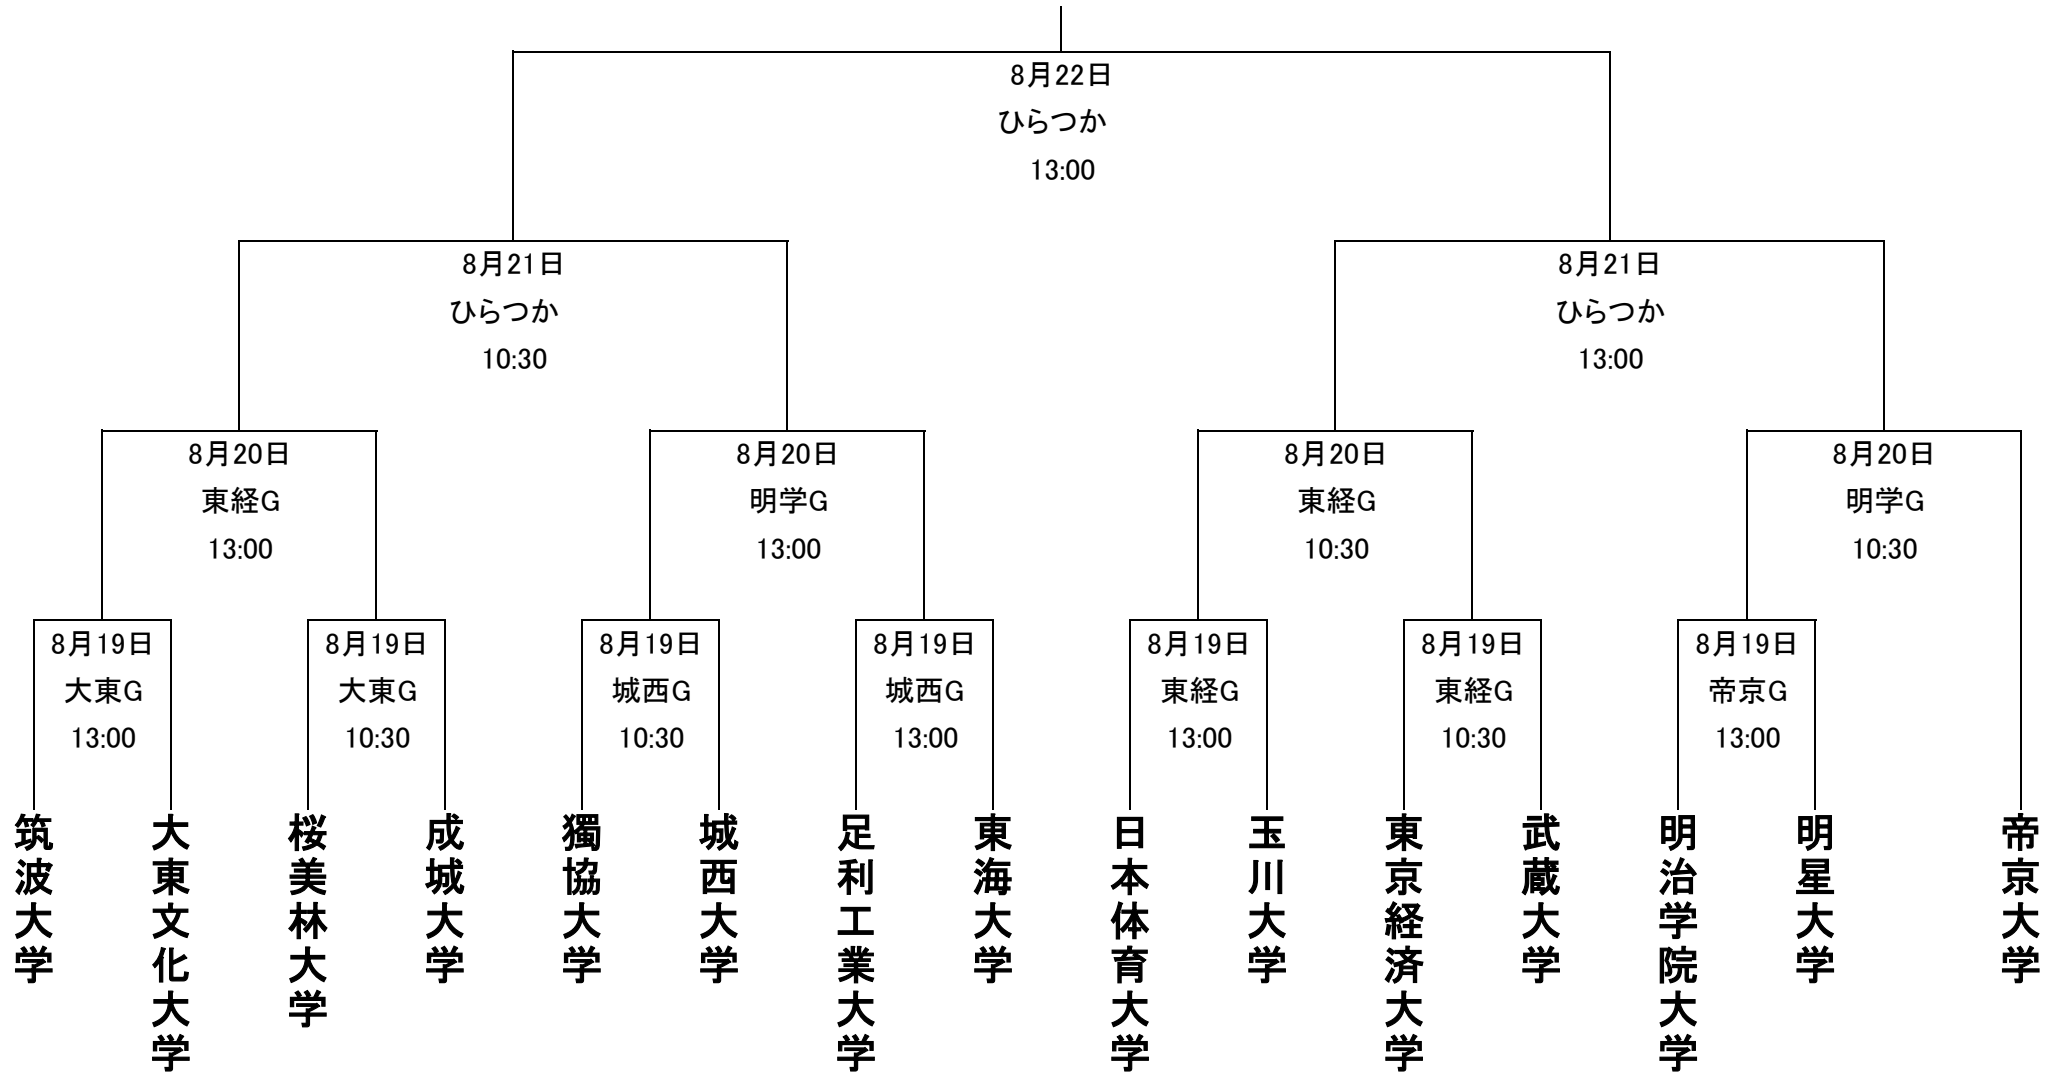 8月22日
ひらつか
13:00
8月21日
ひらつか
10:30
8月21日
ひらつか
13:00
8月20日
東経G
13:00
8月20日
明学G
13:00
8月20日
東経G
10:30
8月20日
明学G
10:30
8月19日
大東G
13:00
8月19日
大東G
10:30
8月19日
城西G
10:30
8月19日
城西G
13:00
8月19日
東経G
13:00
8月19日
東経G
10:30
8月19日
帝京G
13:00
筑波大学
大東文化大学
桜美林大学
成城大学
獨協大学
城西大学
足利工業大学
東海大学
日本体育大学
玉川大学
東京経済大学
武蔵大学
明治学院大学
明星大学
帝京大学